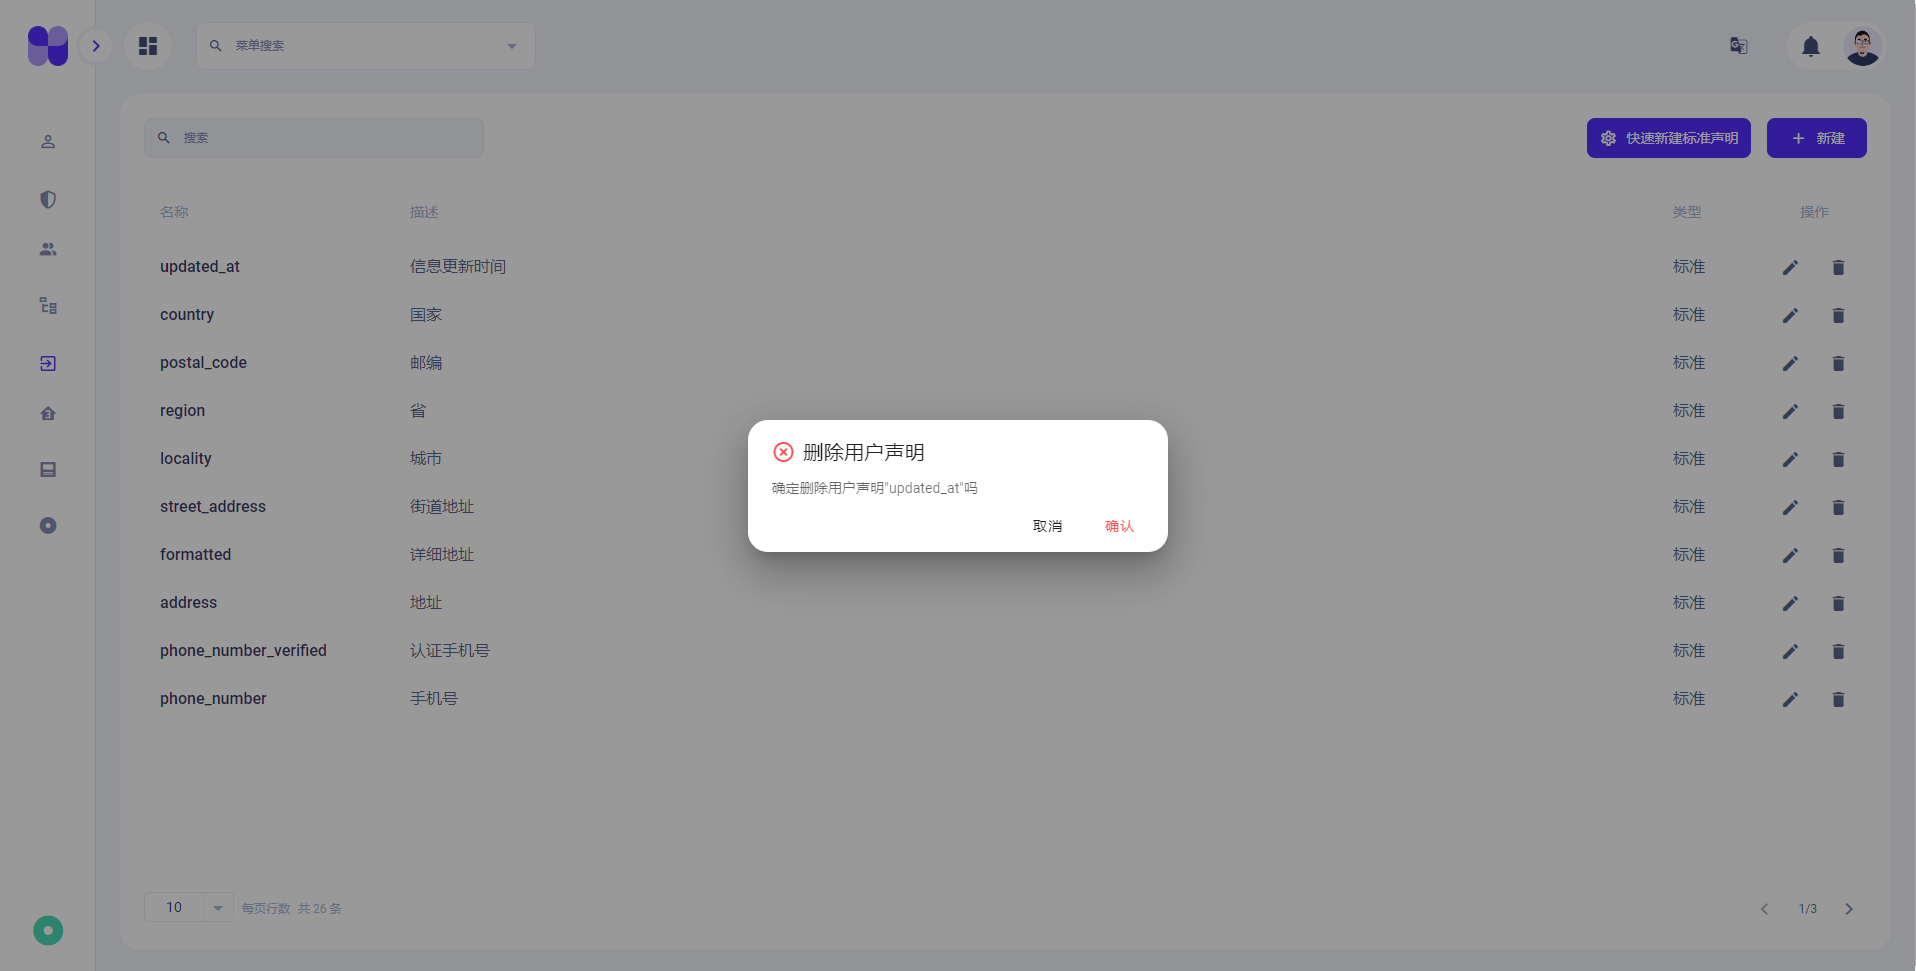 菜单搜索
搜索
快速新建标准声明
新建
名称 描述 类型 操作
updated_at 信息更新时间 标准
country 国家 标准
postal_code 邮编 标准
region 省 标准
locality 城市 标准
street_address 街道地址 标准
formatted 详细地址 标准
address 地址 标准
phone_number_verified 认证手机号 标准
phone_number 手机号 标准
删除用户声明
确定删除用户声明"updated_at"吗
取消 确认
10 每页行数 共 26 条 1/3